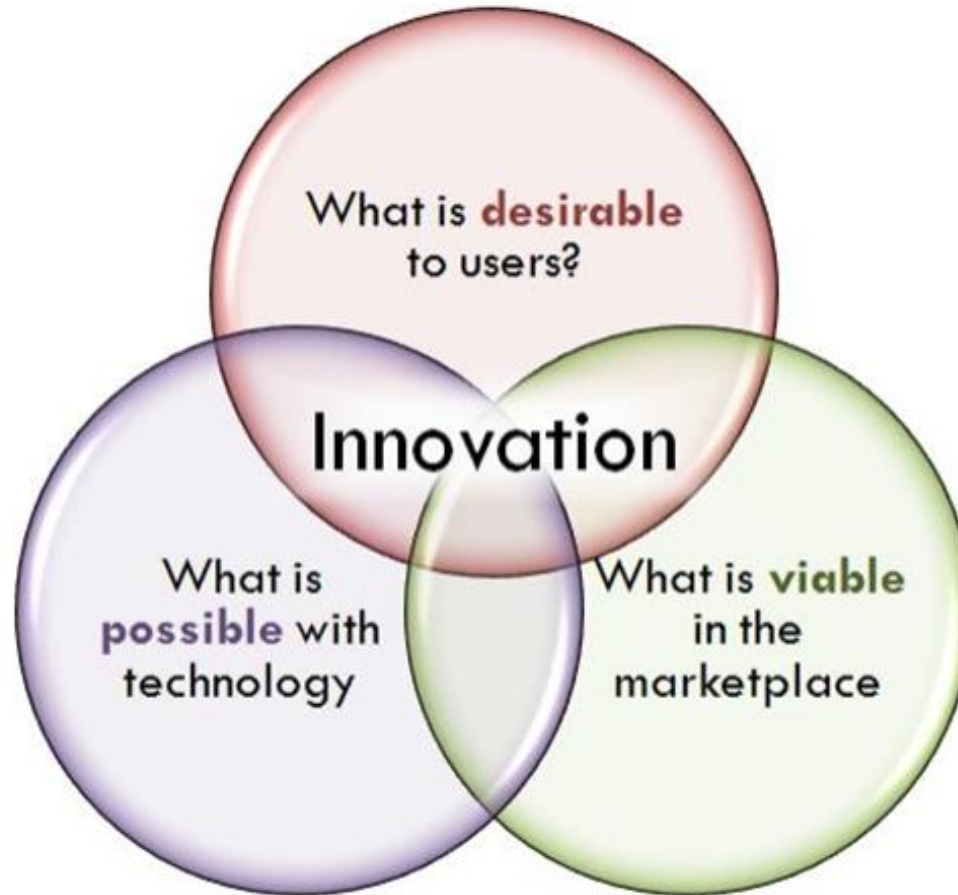 What is desirable
to users?
Innovation
What is
possible with
technology
What is viable
in the
marketplace